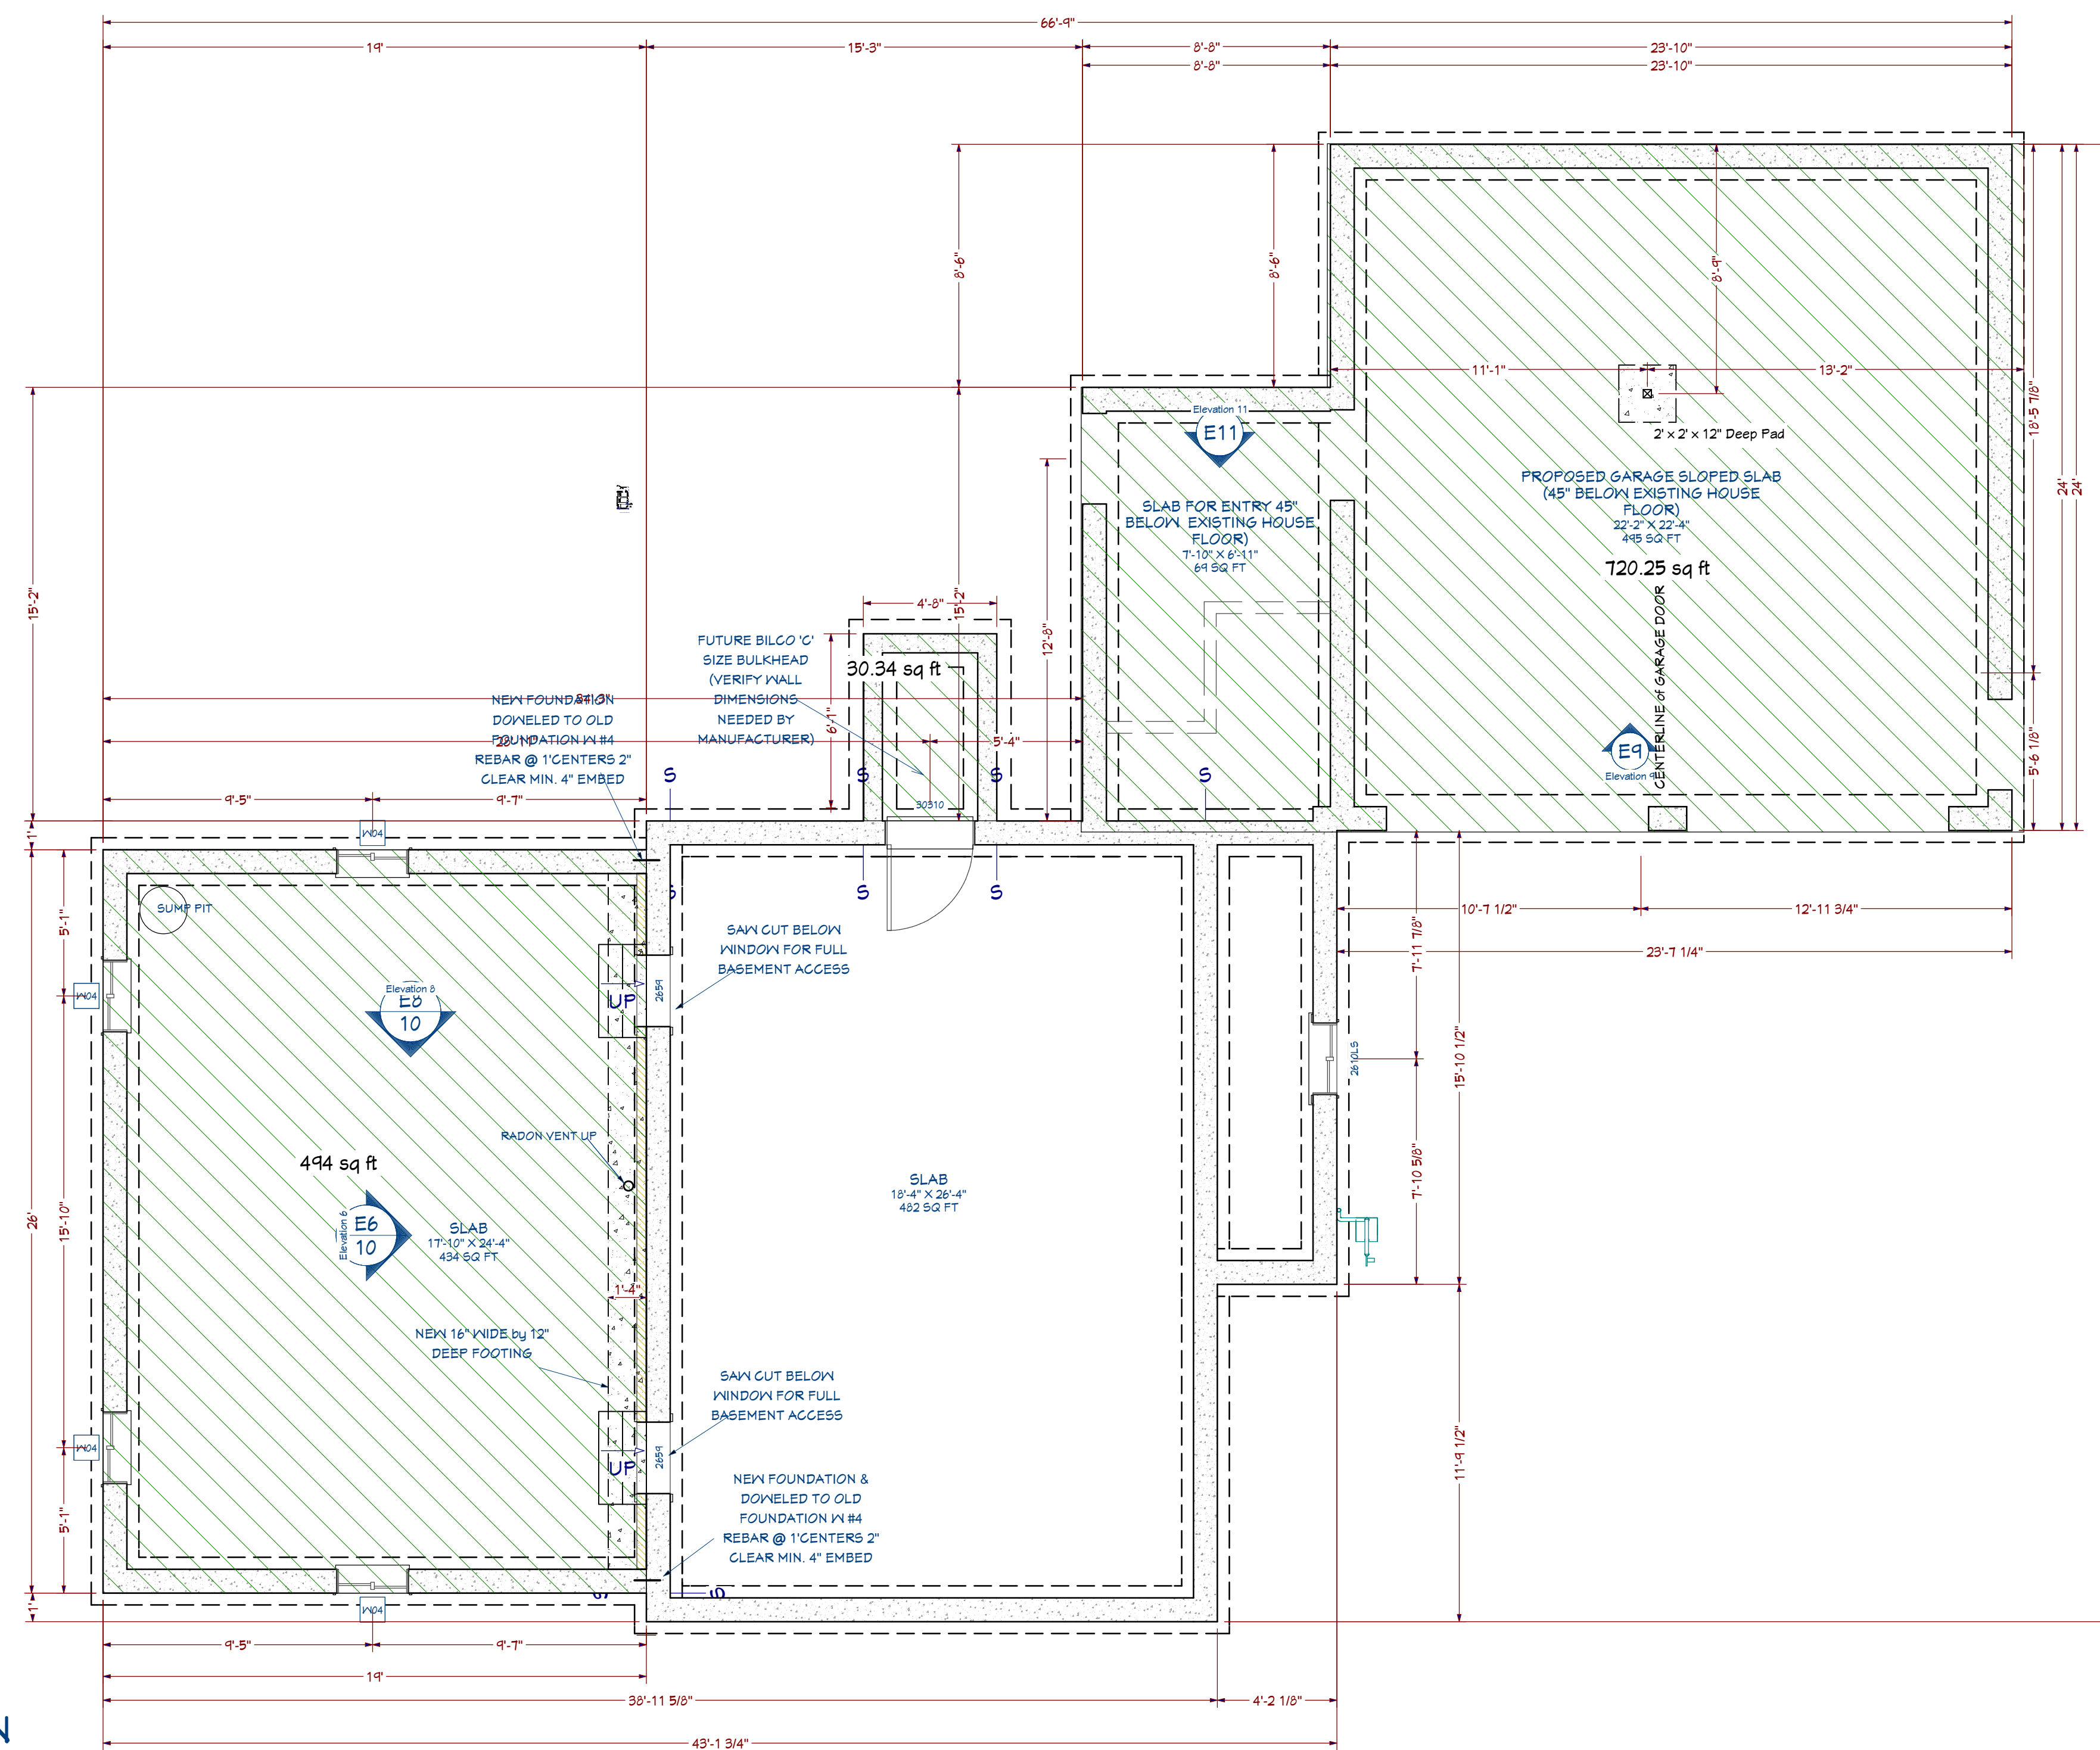 66'-9"
19'
15'-3"
8'-8"
23'-10"
8'-8"
23'-10"
8'-6"
8'-6"
8'-9"
11'-1"
13'-2"
18'-5 7/8"
24'
24'
2' x 2' x 12" Deep Pad
Elevation 11
E11
PROPOSED GARAGE SLOPED SLAB
(45" BELOW EXISTING HOUSE
FLOOR)
22'-2" X 22'-4"
495 SQ FT
720.25 sq ft
SLAB FOR ENTRY 45"
BELOW EXISTING HOUSE
FLOOR)
7'-10" X 6'-11"
69 SQ FT
CENTERLINE of GARAGE DOOR
E9
Elevation 9
5'-6 1/8"
15'-2"
15'-2"
12'-8"
4'-8"
6'-1"
30.34 sq ft
FUTURE BILCO 'C'
SIZE BULKHEAD
(VERIFY WALL
DIMENSIONS
NEEDED BY
MANUFACTURER)
34'-3"
NEW FOUNDATION
DOWELED TO OLD
FOUNDATION W #4
REBAR @ 1'CENTERS 2"
CLEAR MIN. 4" EMBED
5'-4"
S
S
S
S
30310
9'-5"
9'-7"
W04
1'
S
S
S
SUMP PIT
5'-1"
W04
Elevation 8
E8
10
UP
2659
SAW CUT BELOW
WINDOW FOR FULL
BASEMENT ACCESS
10'-7 1/2"
12'-11 3/4"
23'-7 1/4"
7'-11 7/8"
15'-10 1/2"
2610LS
7'-10 5/8"
RADON VENT UP
494 sq ft
26'
15'-10"
Elevation 6
E6
10
SLAB
17'-10" X 24'-4"
434 SQ FT
SLAB
18'-4" X 26'-4"
482 SQ FT
1'-4"
NEW 16" WIDE by 12"
DEEP FOOTING
SAW CUT BELOW
WINDOW FOR FULL
BASEMENT ACCESS
W04
UP
2659
5'-1"
11'-9 1/2"
NEW FOUNDATION &
DOWELED TO OLD
FOUNDATION W #4
REBAR @ 1'CENTERS 2"
CLEAR MIN. 4" EMBED
S
S
1'
W04
9'-5"
9'-7"
19'
38'-11 5/8"
4'-2 1/8"
43'-1 3/4"
N